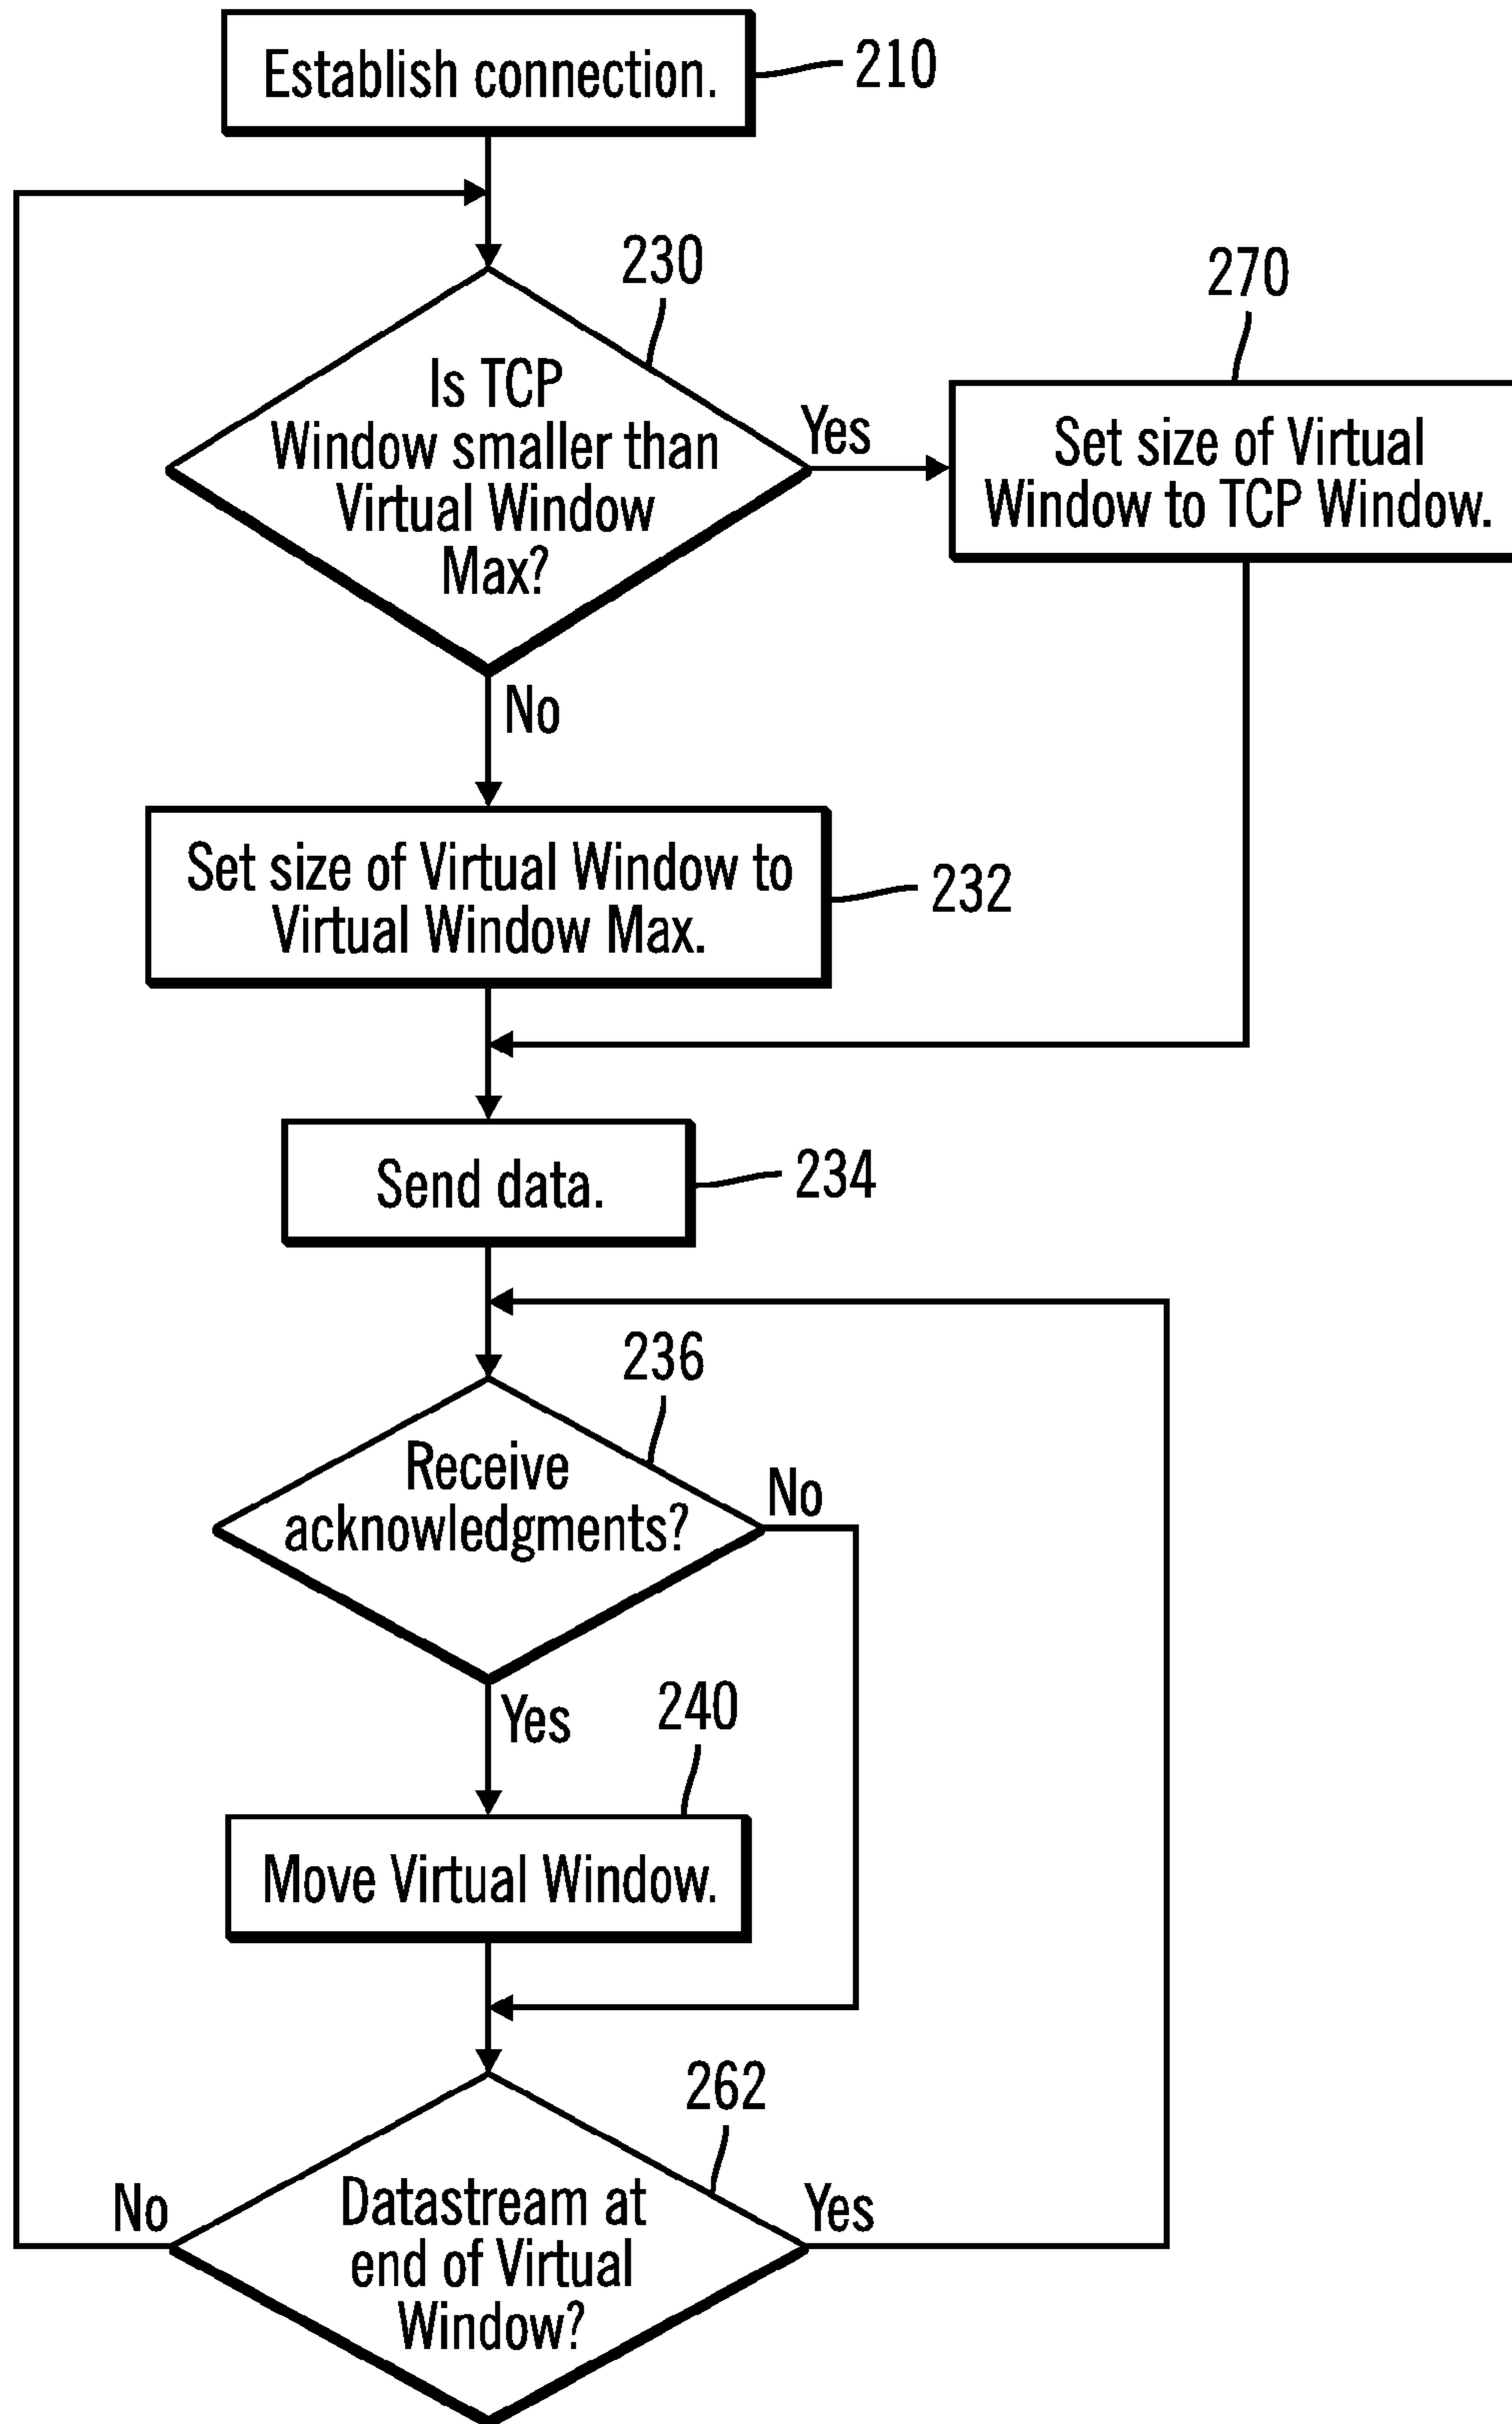 Establish connection.
210
230
Is TCP
Window smaller than
Virtual Window
Max?
Yes
270
Set size of Virtual
Window to TCP Window.
No
Set size of Virtual Window to
Virtual Window Max.
232
Send data.
234
236
Receive
acknowledgments?
No
Yes
240
Move Virtual Window.
262
No
Datastream at
end of Virtual
Window?
Yes